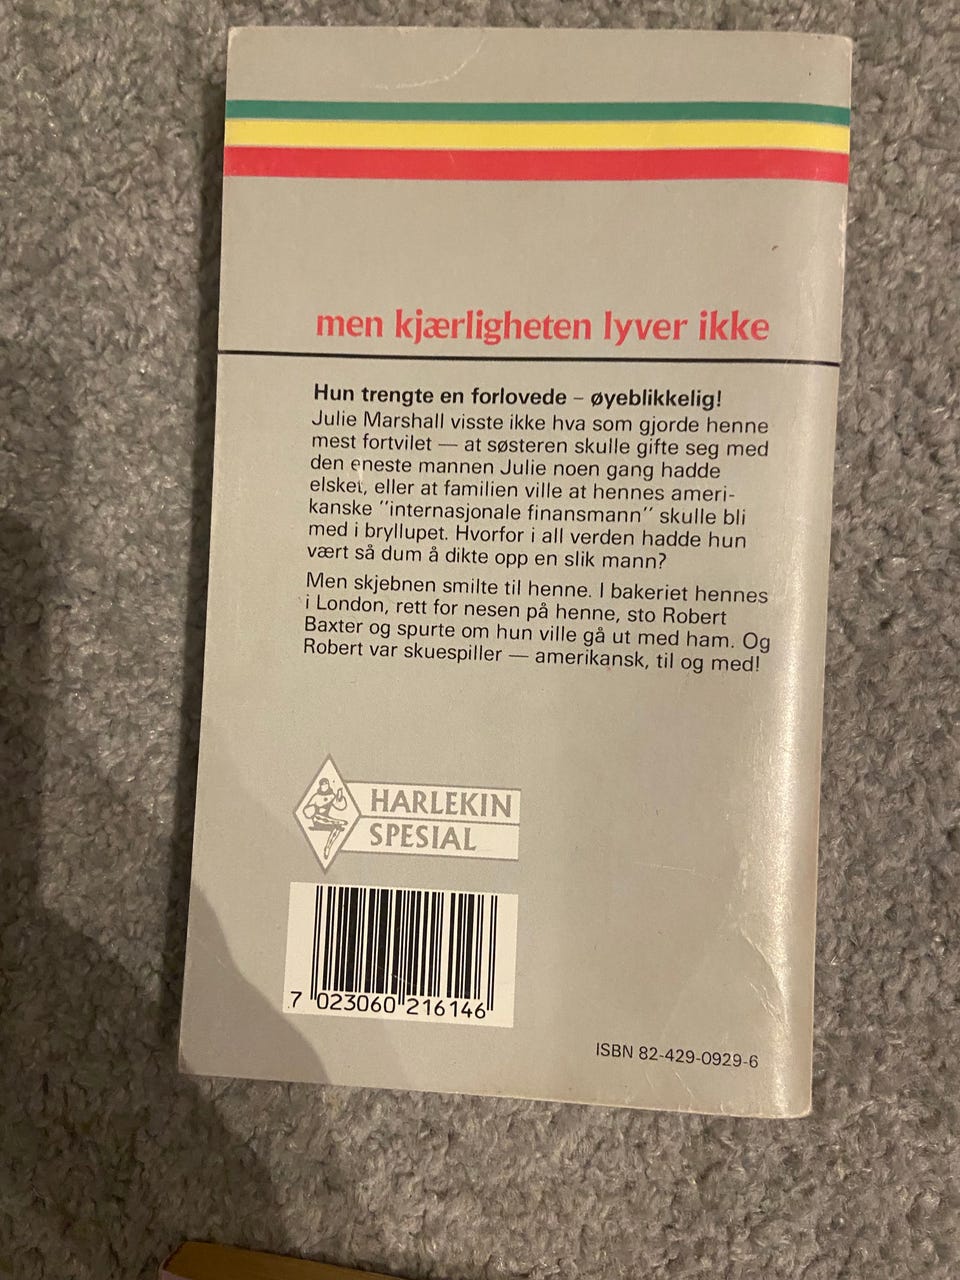 men kjærligheten lyver ikke
Hun trengte en forlovede – øyeblikkelig!
Julie Marshall visste ikke hva som gjorde henne
mest fortvilet — at søsteren skulle gifte seg med
den eneste mannen Julie noen gang hadde
elsket, eller at familien ville at hennes ameri-
kanske ″internasjonale finansmann″ skulle bli
med i bryllupet. Hvorfor i all verden hadde hun
vært så dum å dikte opp en slik mann?
Men skjebnen smilte til henne. I bakeriet hennes
i London, rett for nesen på henne, sto Robert
Baxter og spurte om hun ville gå ut med ham. Og
Robert var skuespiller — amerikansk, til og med!
HARLEKIN
SPESIAL
7 023060 216146
ISBN 82-429-0929-6